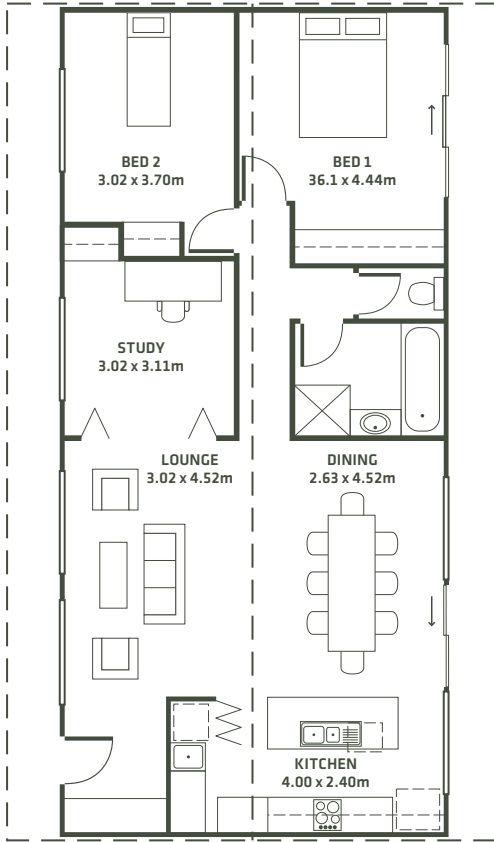 BED 2
3.02 x 3.70m
BED 1
36.1 x 4.44m
STUDY
3.02 x 3.11m
LOUNGE
3.02 x 4.52m
DINING
2.63 x 4.52m
KITCHEN
4.00 x 2.40m